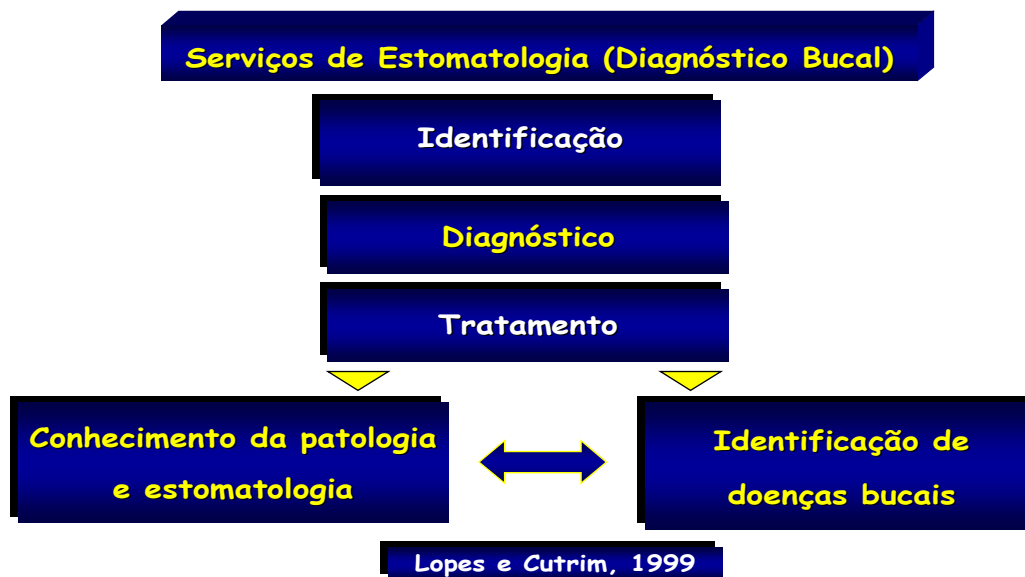 Serviços de Estomatologia (Diagnóstico Bucal)
Identificação
Diagnóstico
Tratamento
Conhecimento da patologia
e estomatologia
Identificação de
doenças bucais
Lopes e Cutrim, 1999